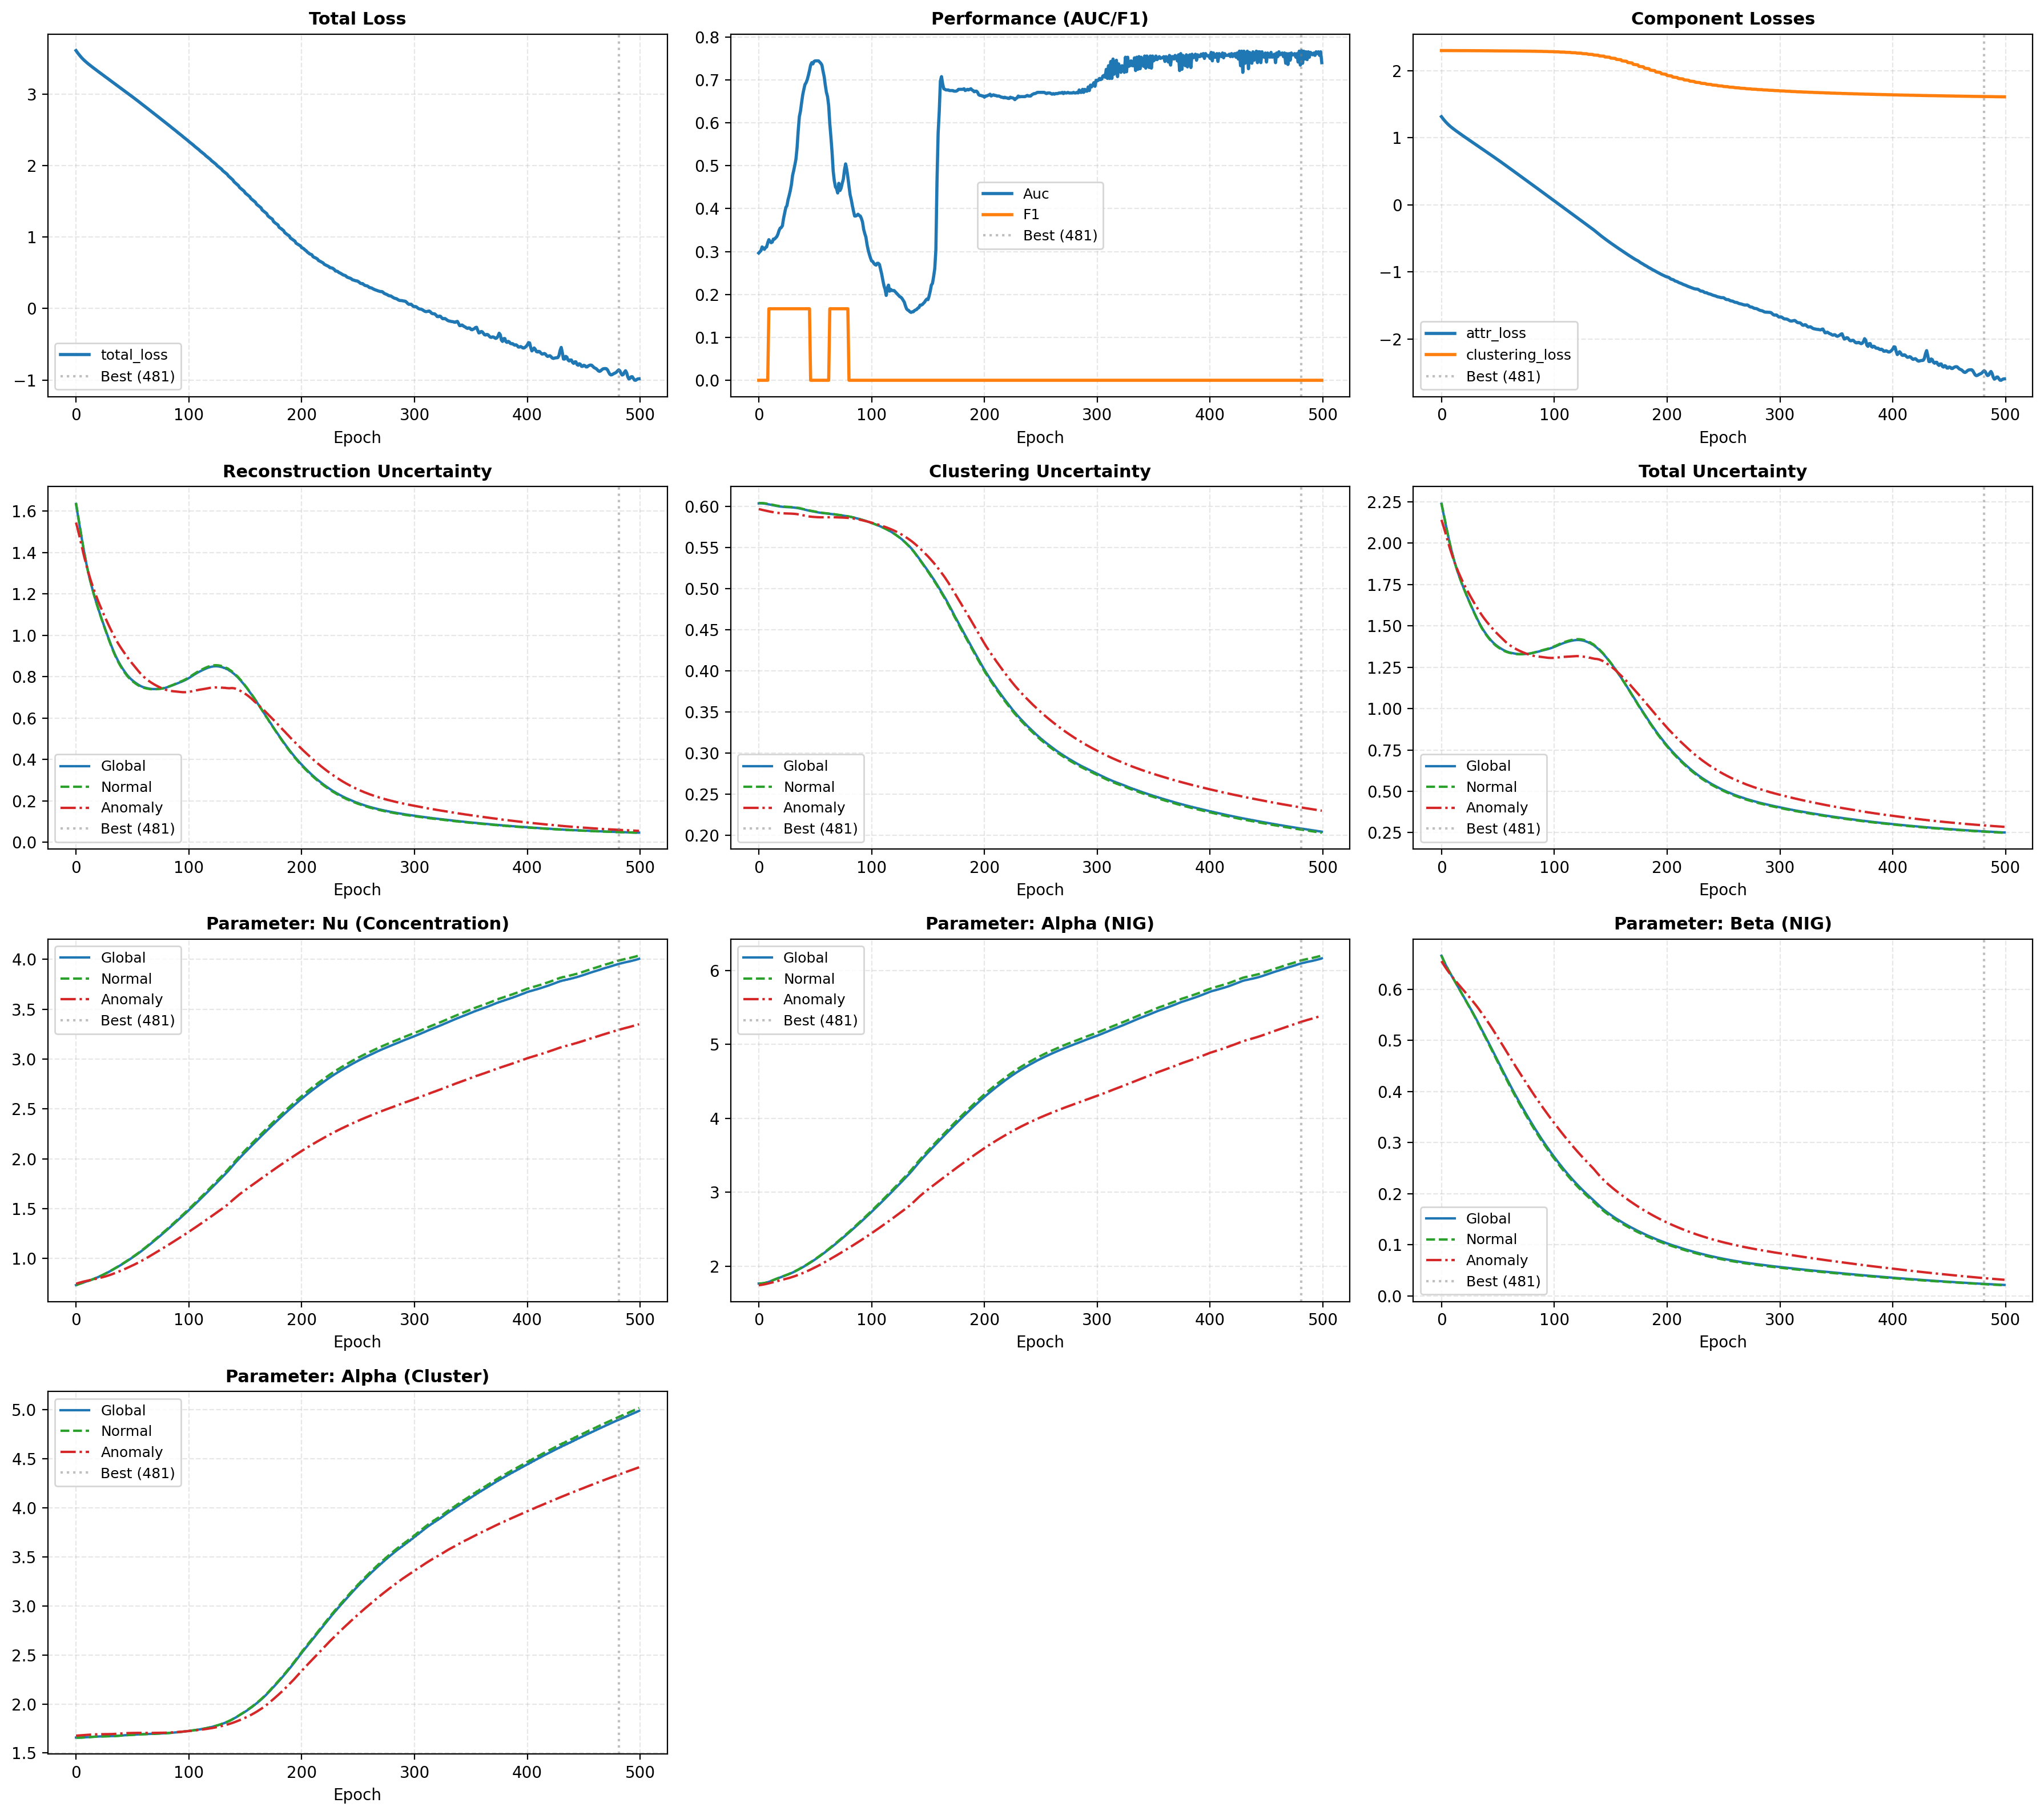 Total Loss
3
2
1
0
−1
total_loss
Best (481)
0 100 200 300 400 500
Epoch
Performance (AUC/F1)
0.8
0.7
0.6
0.5
0.4
0.3
0.2
0.1
0.0
Auc
F1
Best (481)
0 100 200 300 400 500
Epoch
Component Losses
2
1
0
−1
−2
attr_loss
clustering_loss
Best (481)
0 100 200 300 400 500
Epoch
Reconstruction Uncertainty
1.6
1.4
1.2
1.0
0.8
0.6
0.4
0.2
0.0
Global
Normal
Anomaly
Best (481)
0 100 200 300 400 500
Epoch
Clustering Uncertainty
0.60
0.55
0.50
0.45
0.40
0.35
0.30
0.25
0.20
Global
Normal
Anomaly
Best (481)
0 100 200 300 400 500
Epoch
Total Uncertainty
2.25
2.00
1.75
1.50
1.25
1.00
0.75
0.50
0.25
Global
Normal
Anomaly
Best (481)
0 100 200 300 400 500
Epoch
Parameter: Nu (Concentration)
4.0
3.5
3.0
2.5
2.0
1.5
1.0
Global
Normal
Anomaly
Best (481)
0 100 200 300 400 500
Epoch
Parameter: Alpha (NIG)
6
5
4
3
2
Global
Normal
Anomaly
Best (481)
0 100 200 300 400 500
Epoch
Parameter: Beta (NIG)
0.6
0.5
0.4
0.3
0.2
0.1
0.0
Global
Normal
Anomaly
Best (481)
0 100 200 300 400 500
Epoch
Parameter: Alpha (Cluster)
5.0
4.5
4.0
3.5
3.0
2.5
2.0
1.5
Global
Normal
Anomaly
Best (481)
0 100 200 300 400 500
Epoch